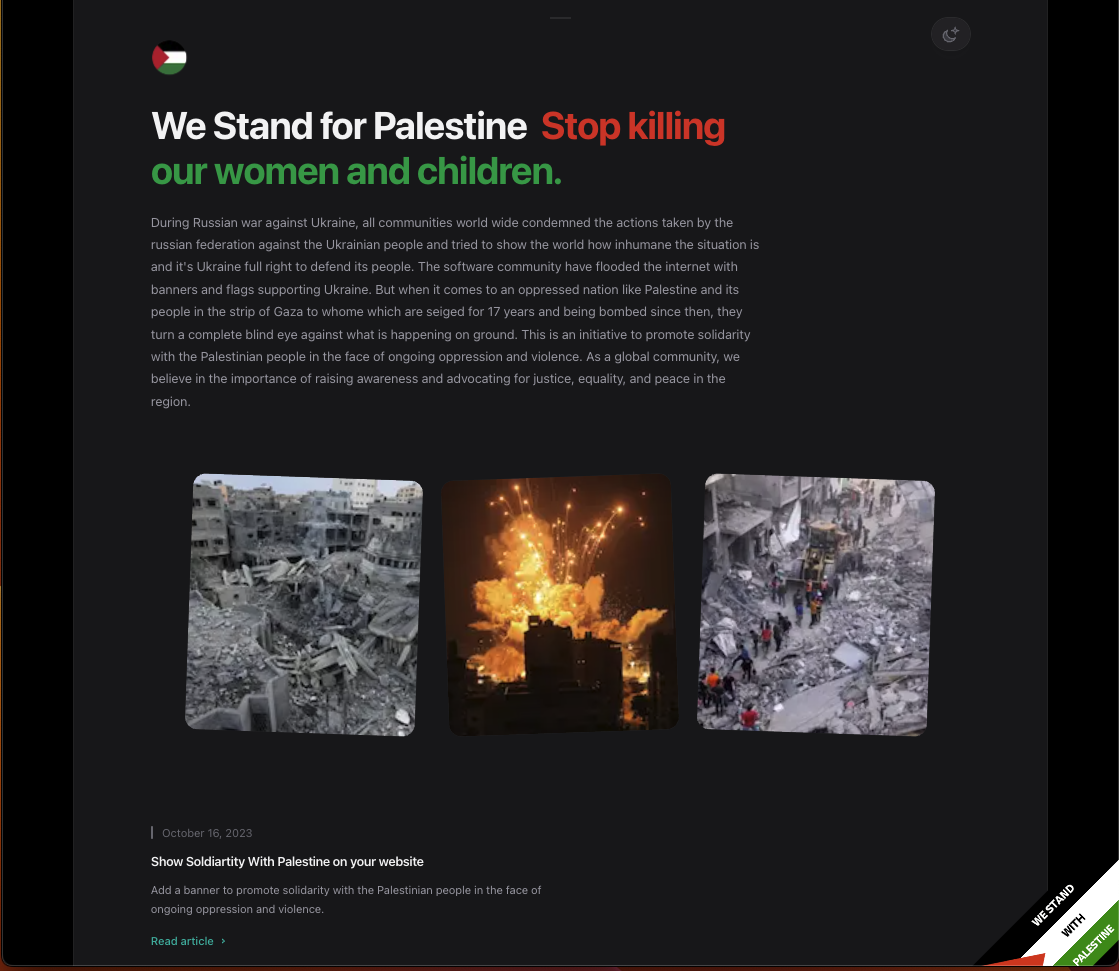 We Stand for Palestine Stop killing
our women and children.
During Russian war against Ukraine, all communities world wide condemned the actions taken by the
russian federation against the Ukrainian people and tried to show the world how inhumane the situation is
and it's Ukraine full right to defend its people. The software community have flooded the internet with
banners and flags supporting Ukraine. But when it comes to an oppressed nation like Palestine and its
people in the strip of Gaza to whome which are seiged for 17 years and being bombed since then, they
turn a complete blind eye against what is happening on ground. This is an initiative to promote solidarity
with the Palestinian people in the face of ongoing oppression and violence. As a global community, we
believe in the importance of raising awareness and advocating for justice, equality, and peace in the
region.
October 16, 2023
Show Soldiartity With Palestine on your website
Add a banner to promote solidarity with the Palestinian people in the face of
ongoing oppression and violence.
Read article
WE STAND
WITH
PALESTINE